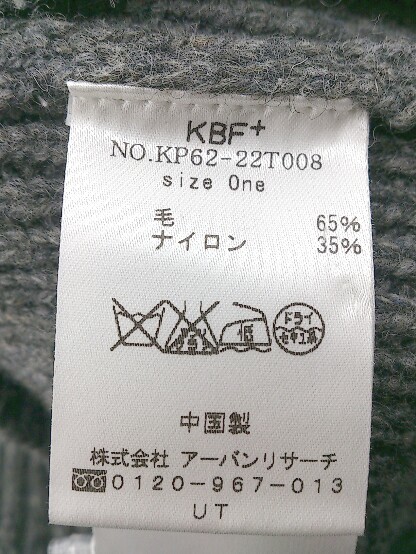 KBF+
NO.KP62-22T008
size One
毛 65%
ナイロン 35%
低 ドライ
セキユ系
中国製
株式会社 アーバンリサーチ
0120-967-013
UT